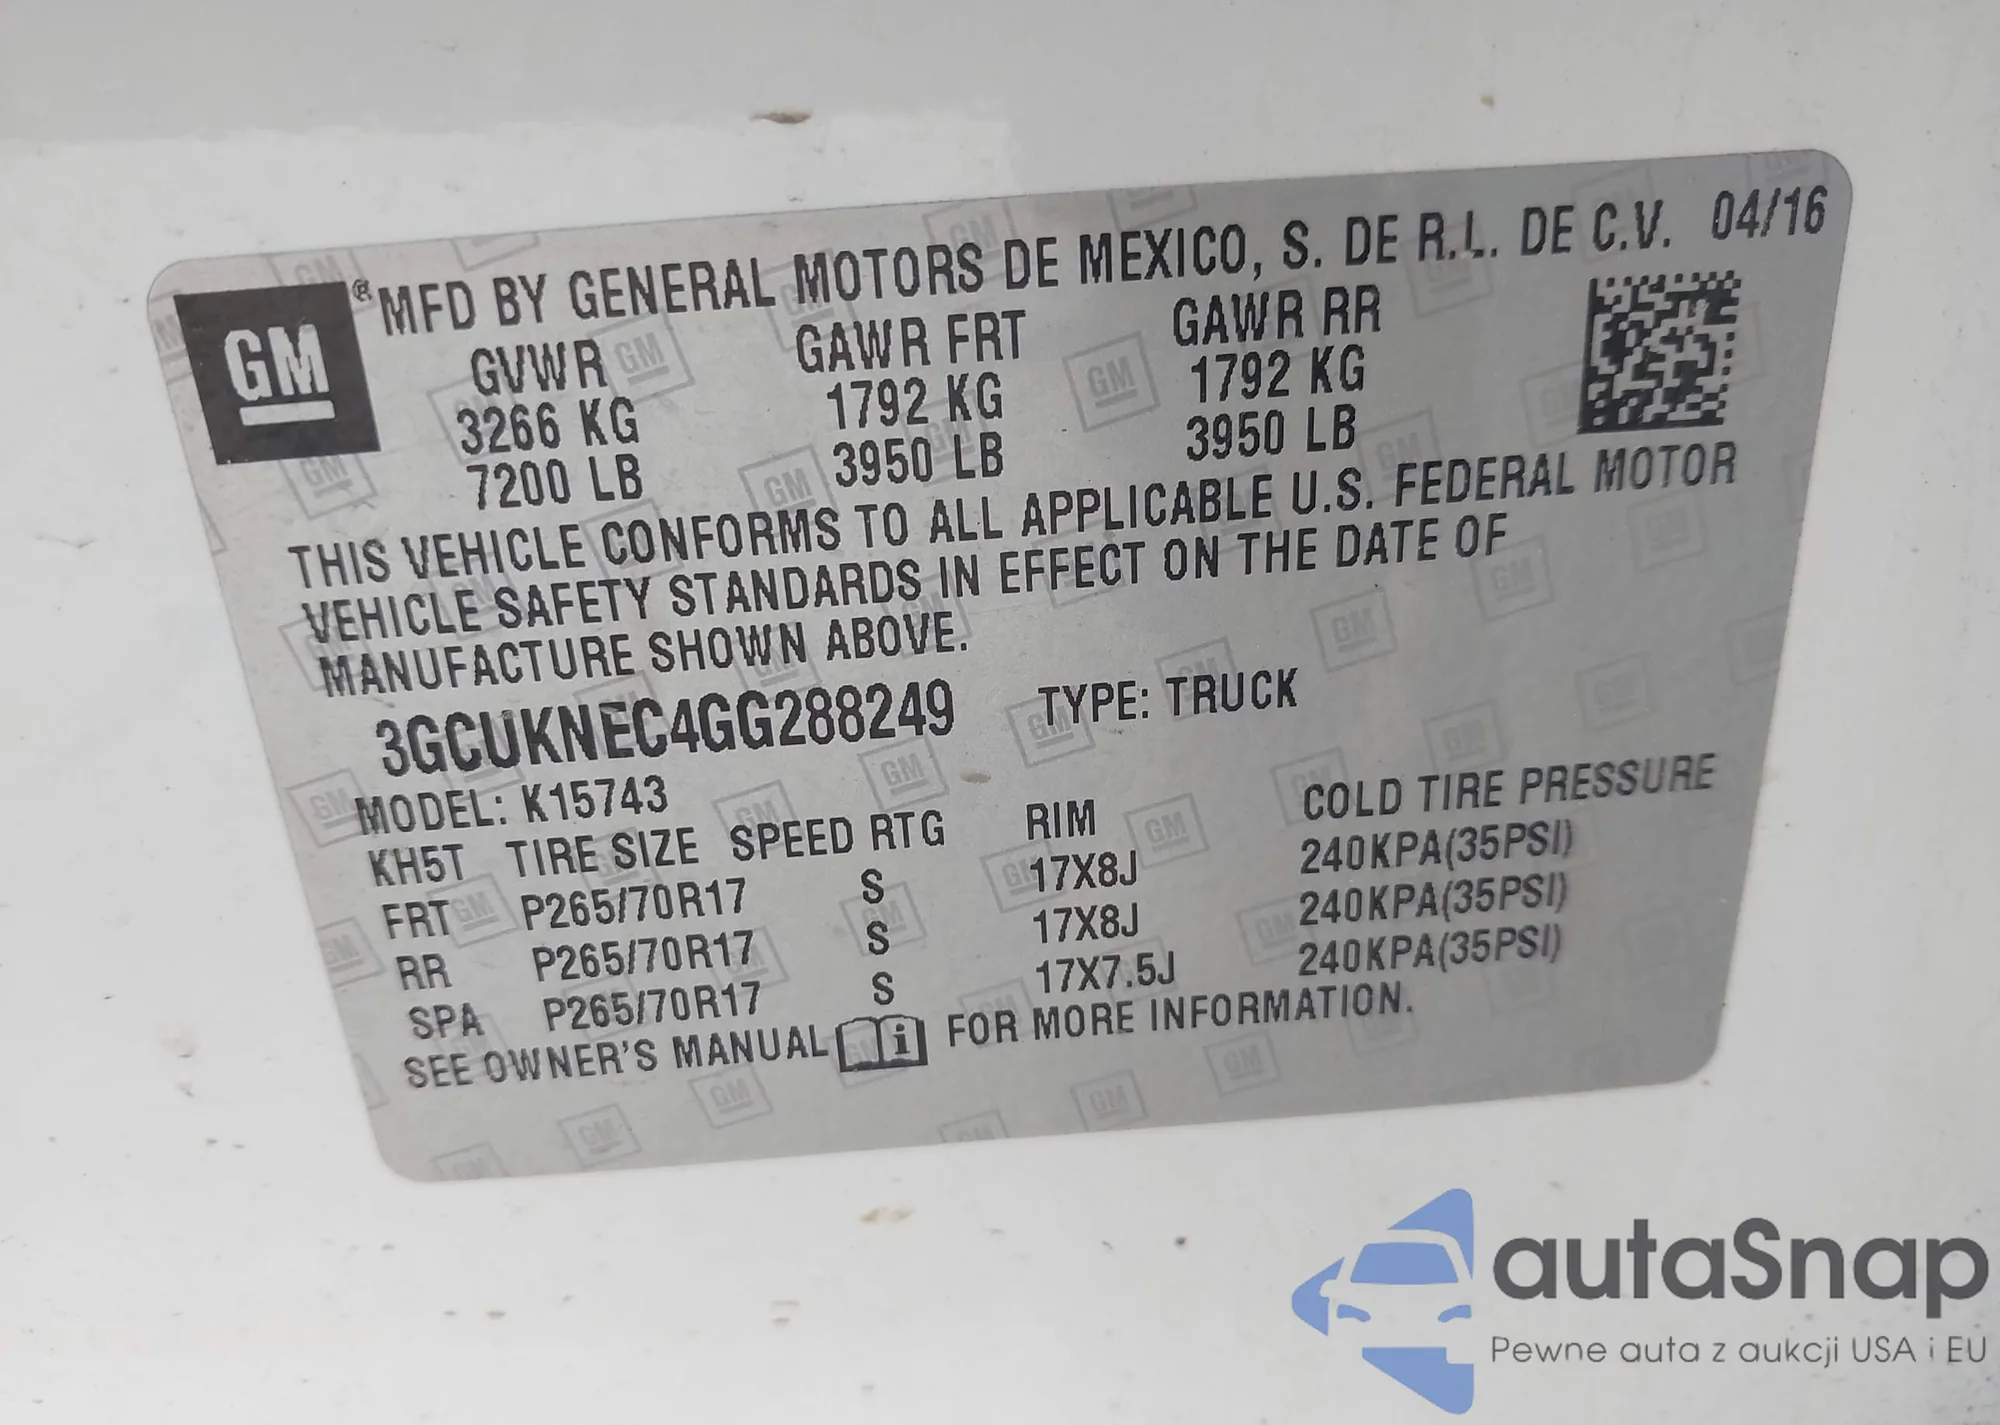 GM
® MFD BY GENERAL MOTORS DE MEXICO, S. DE R.L. DE C.V. 04/16
GVWR GAWR FRT GAWR RR
3266 KG 1792 KG 1792 KG
7200 LB 3950 LB 3950 LB
THIS VEHICLE CONFORMS TO ALL APPLICABLE U.S. FEDERAL MOTOR
VEHICLE SAFETY STANDARDS IN EFFECT ON THE DATE OF
MANUFACTURE SHOWN ABOVE.
3GCUKNEC4GG288249 TYPE: TRUCK
MODEL: K15743
KH5T TIRE SIZE SPEED RTG RIM COLD TIRE PRESSURE
FRT P265/70R17 S 17X8J 240KPA(35PSI)
RR P265/70R17 S 17X8J 240KPA(35PSI)
SPA P265/70R17 S 17X7.5J 240KPA(35PSI)
SEE OWNER'S MANUAL i FOR MORE INFORMATION.
autaSnap
Pewne auta z aukcji USA i EU